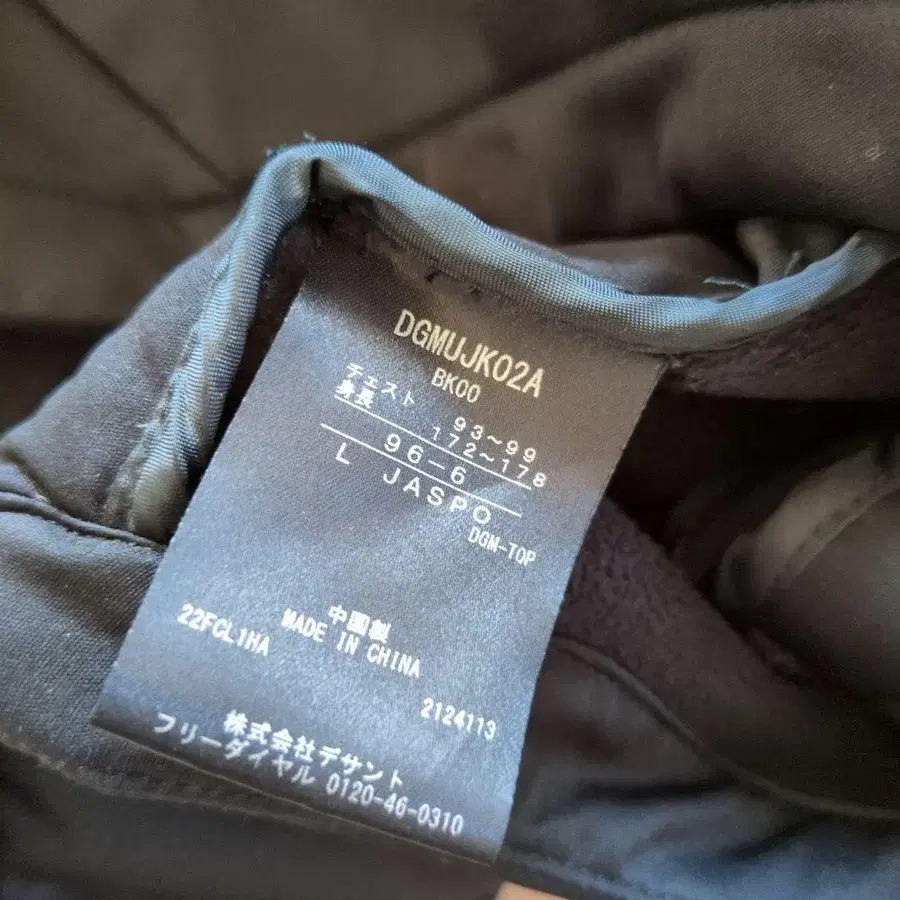 DGMUJK02A
BK00
チェスト 93~99
身長 172~178
96-6
L JASPO
DGM-TOP
中国製
22FCL1HA MADE IN CHINA
2124113
株式会社デサント
フリーダイヤル 0120-46-0310